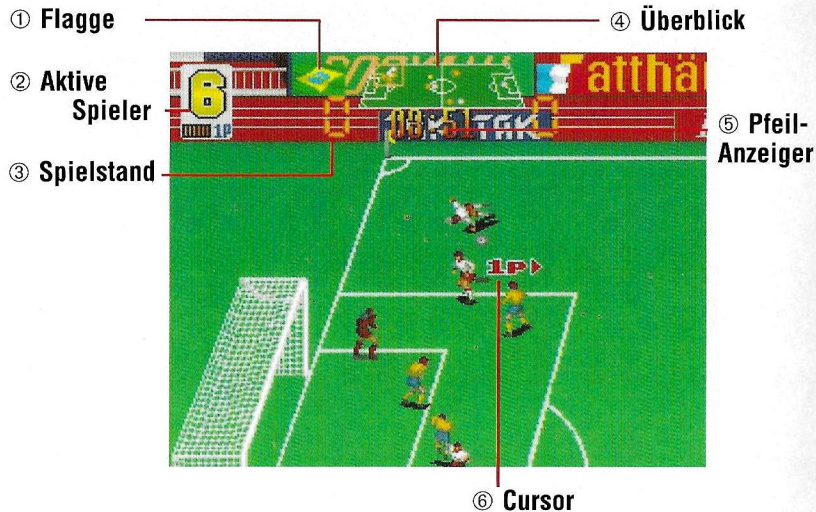 ① Flagge
④ Überblick
② Aktive
Spieler
③ Spielstand
⑤ Pfeil-
Anzeiger
6
1P
0
0
atthä
1P
⑥ Cursor